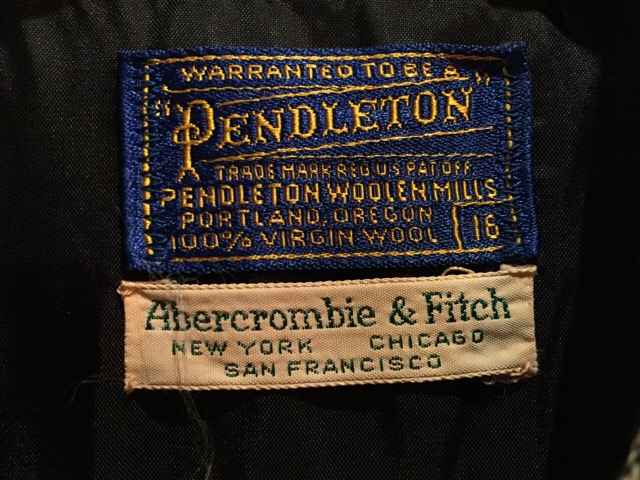 WARRANTED TO BE A
"PENDLETON"
TRADE MARK REG US PAT OFF
PENDLETON WOOLEN MILLS
PORTLAND, OREGON
100% VIRGIN WOOL 16
Abercrombie & Fitch
NEW YORK CHICAGO
SAN FRANCISCO